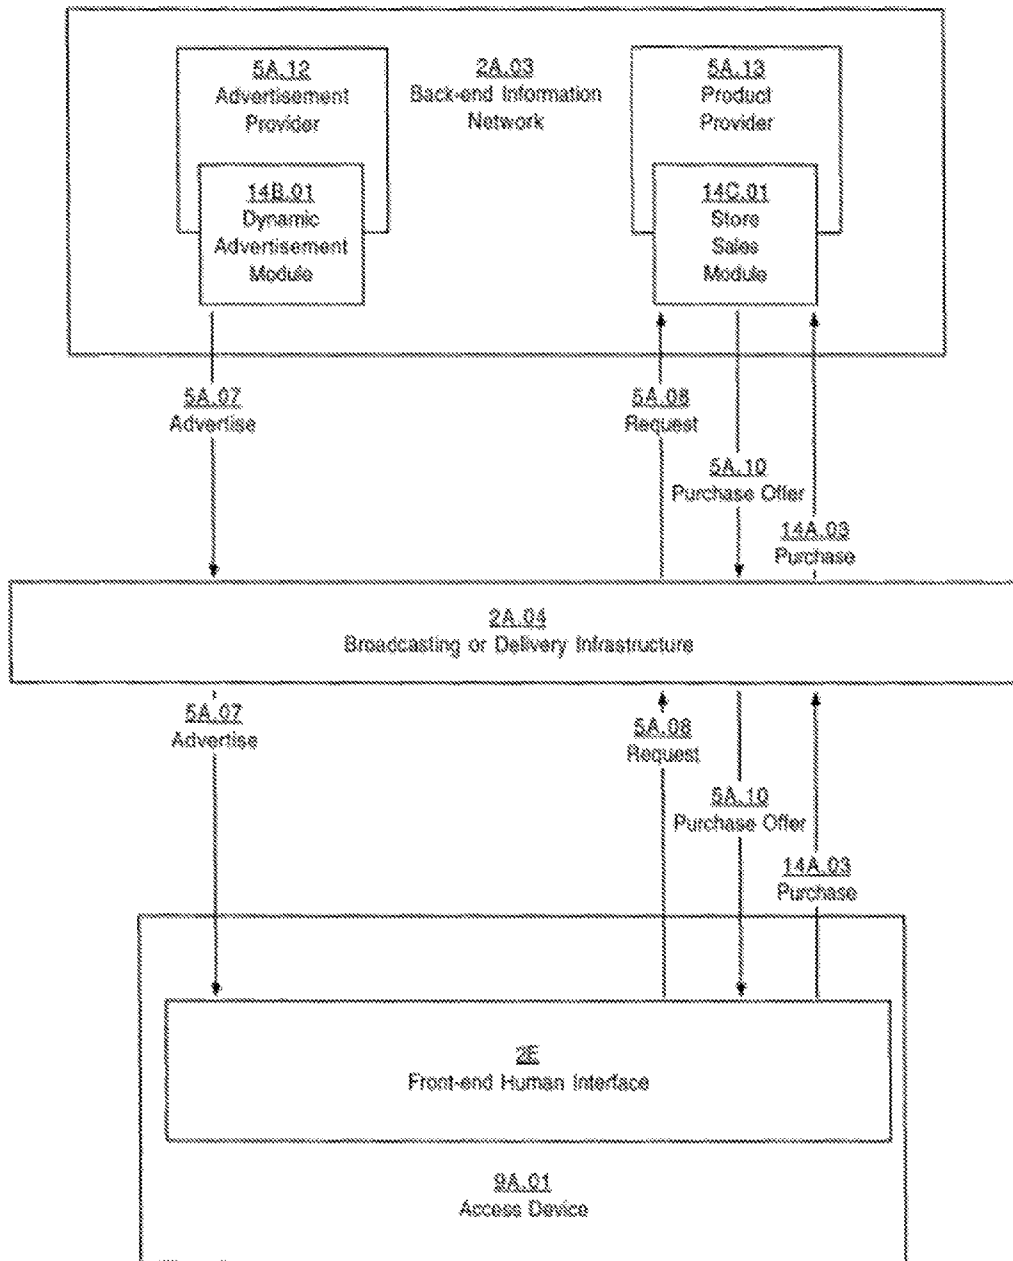 5A.12
Advertisement
Provider
2A.03
Back-end Information
Network
5A.13
Product
Provider
14B.01
Dynamic
Advertisement
Module
14C.01
Store
Sales
Module
5A.07
Advertise
5A.08
Request
5A.10
Purchase Offer
14A.03
Purchase
2A.04
Broadcasting or Delivery Infrastructure
5A.07
Advertise
5A.08
Request
5A.10
Purchase Offer
14A.03
Purchase
2E
Front-end Human Interface
9A.01
Access Device